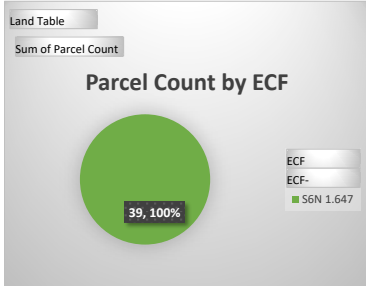 Land Table
Sum of Parcel Count
Parcel Count by ECF
39, 100%
ECF
ECF-
S6N 1.647